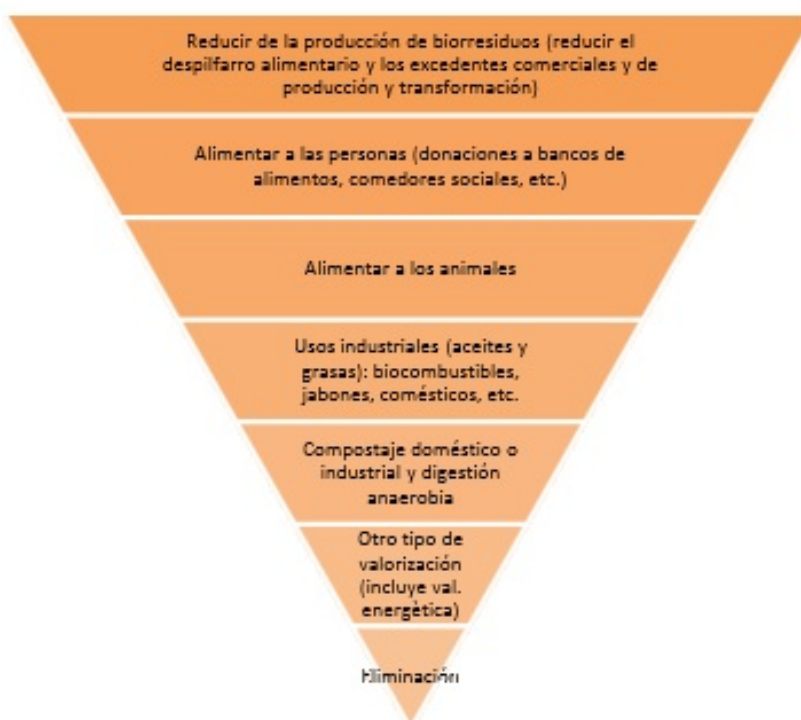 Reducir de la producción de biorresiduos (reducir el
despilfarro alimentario y los excedentes comerciales y de
producción y transformación)
Alimentar a las personas (donaciones a bancos de
alimentos, comedores sociales, etc.)
Alimentar a los animales
Usos industriales (aceites y
grasas): biocombustibles,
jabones, comésticos, etc.
Compostaje doméstico o
industrial y digestión
anaerobia
Otro tipo de
valorización
(incluye val.
energètica)
Eliminación